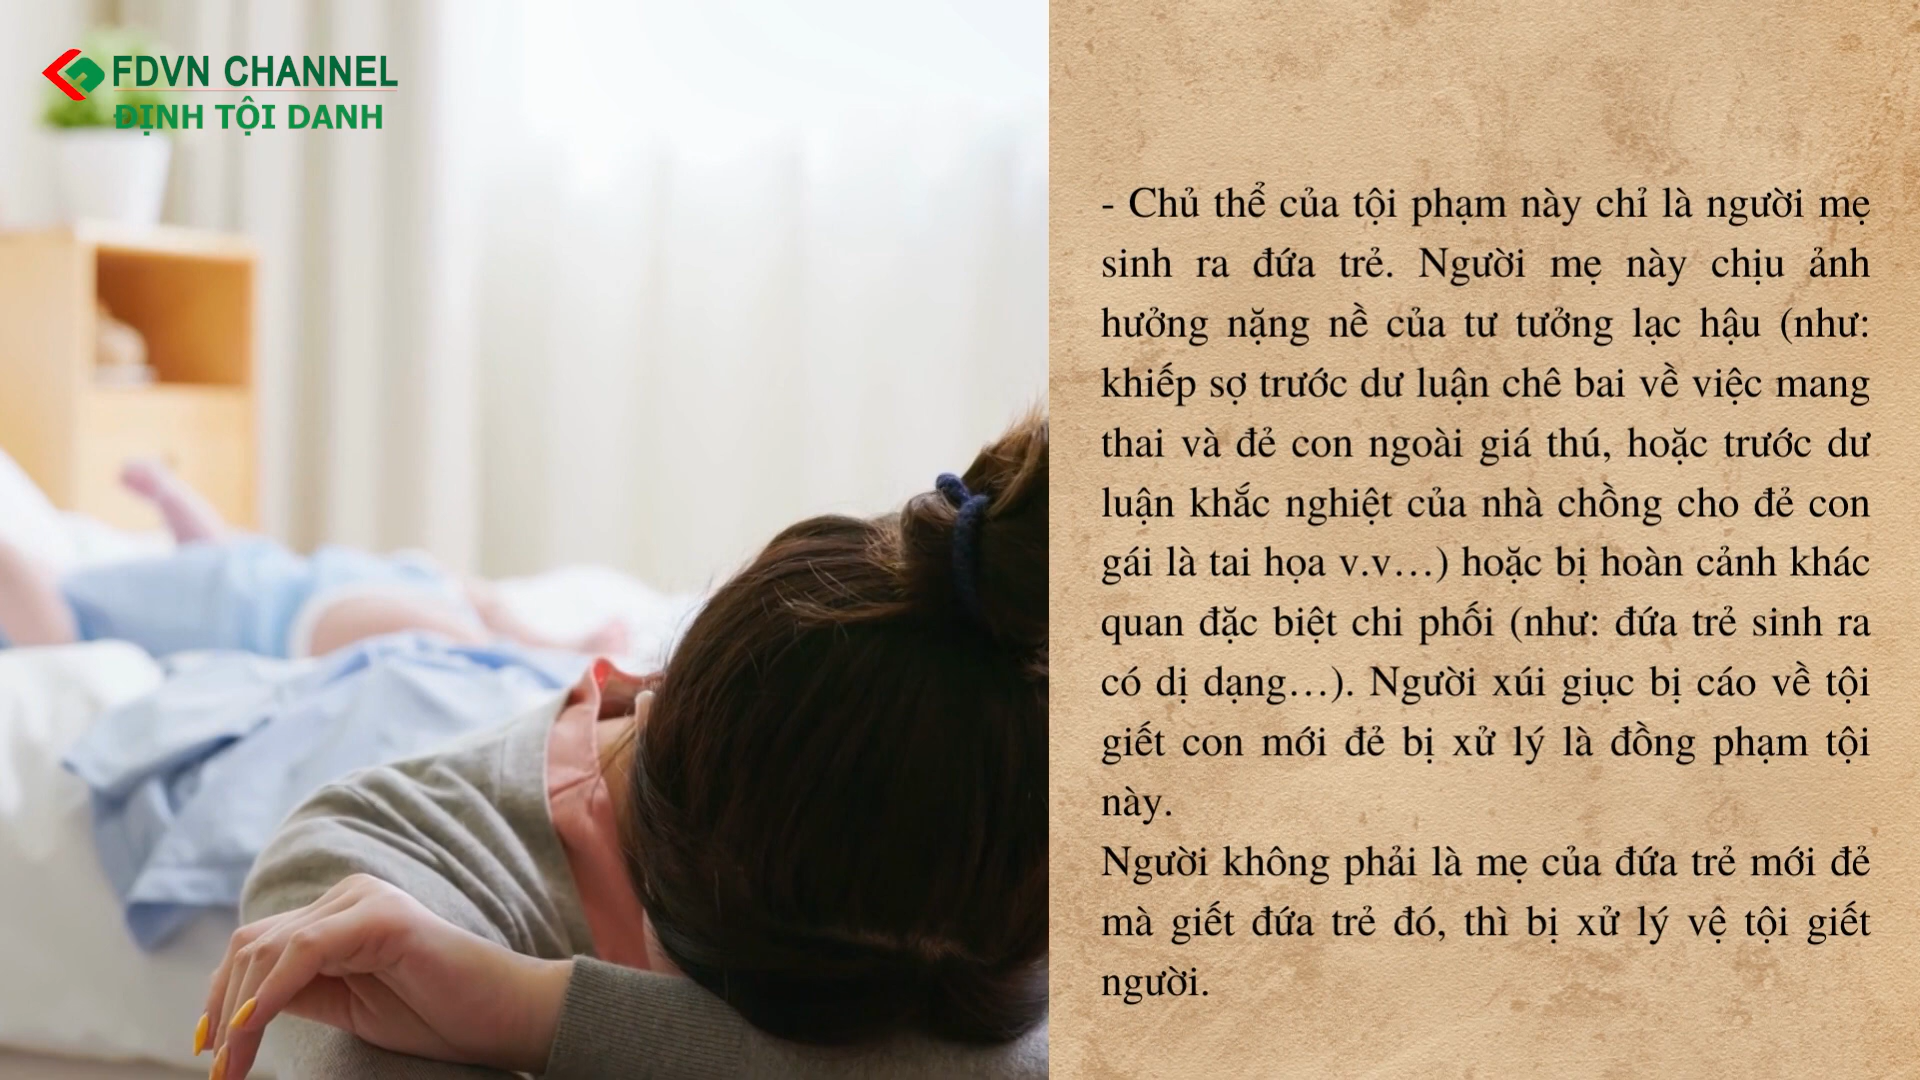 FDVN CHANNEL
ĐỊNH TỘI DANH
- Chủ thể của tội phạm này chỉ là người mẹ
sinh ra đứa trẻ. Người mẹ này chịu ảnh
hưởng nặng nề của tư tưởng lạc hậu (như:
khiếp sợ trước dư luận chê bai về việc mang
thai và đẻ con ngoài giá thú, hoặc trước dư
luận khắc nghiệt của nhà chồng cho đẻ con
gái là tai họa v.v…) hoặc bị hoàn cảnh khác
quan đặc biệt chi phối (như: đứa trẻ sinh ra
có dị dạng…). Người xúi giục bị cáo về tội
giết con mới đẻ bị xử lý là đồng phạm tội
này.
Người không phải là mẹ của đứa trẻ mới đẻ
mà giết đứa trẻ đó, thì bị xử lý vệ tội giết
người.